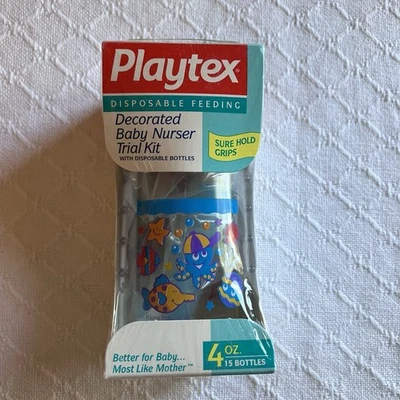 Playtex®
DISPOSABLE FEEDING
Decorated
Baby Nurser
Trial Kit
WITH DISPOSABLE BOTTLES
SURE HOLD
GRIPS
Better for Baby...
Most Like Mother™
4 OZ.
15 BOTTLES